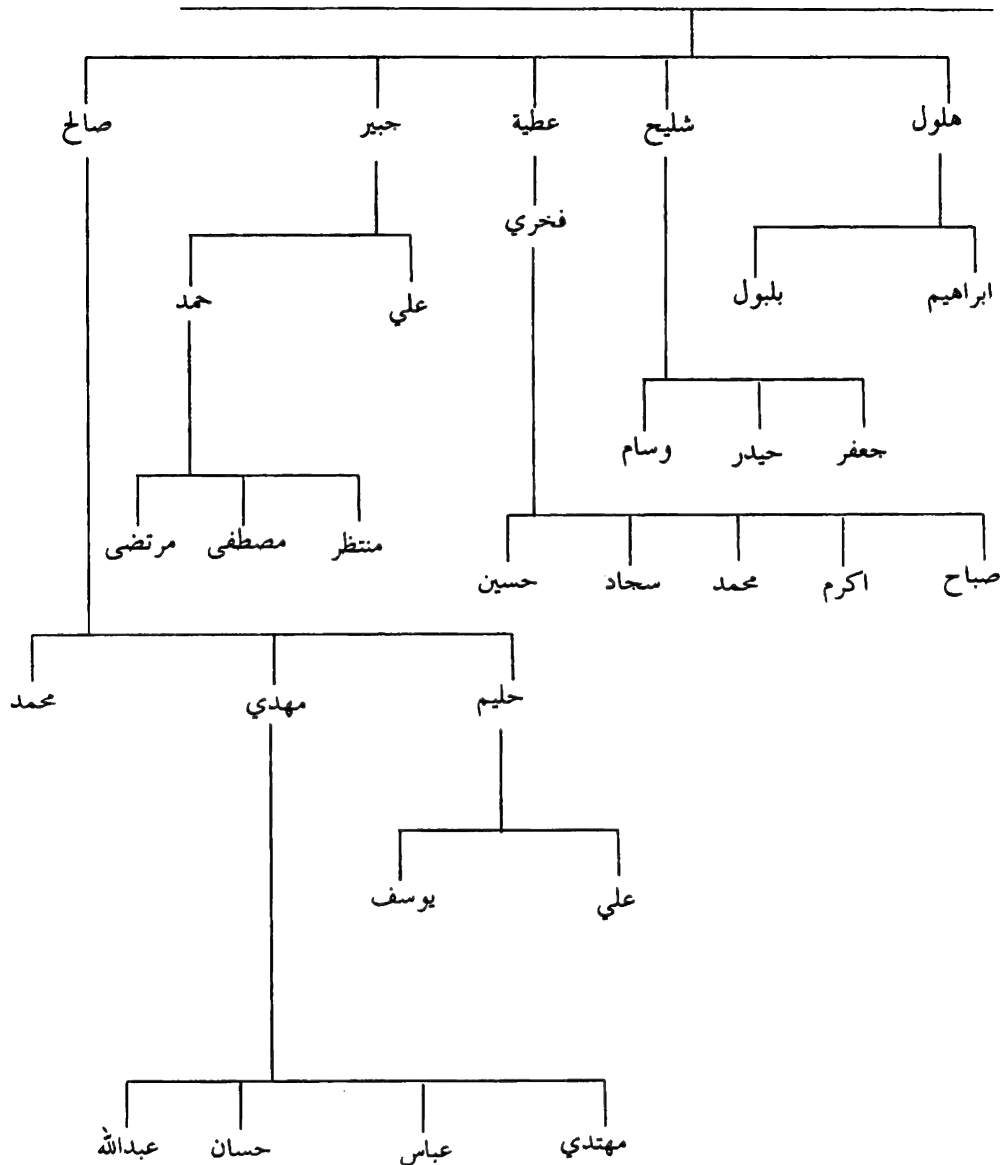 هلول شليح عطية جبير صالح
فخري
ابراهيم بلبول علي حمد
جعفر حيدر وسام
منتظر مصطفى مرتضى
صباح اكرم محمد سجاد حسين
حليم مهدي محمد
علي يوسف
مهتدي عباس حسان عبدالله